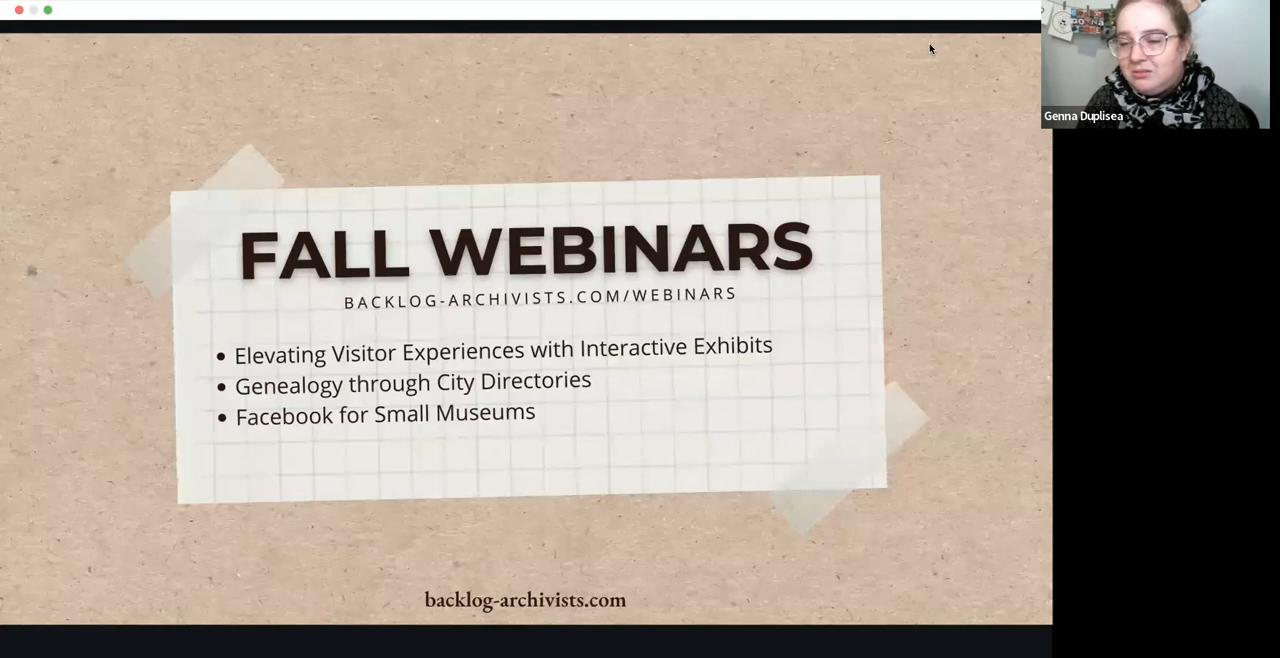 Genna Duplisea
FALL WEBINARS
BACKLOG-ARCHIVISTS.COM/WEBINARS
• Elevating Visitor Experiences with Interactive Exhibits
• Genealogy through City Directories
• Facebook for Small Museums
backlog-archivists.com